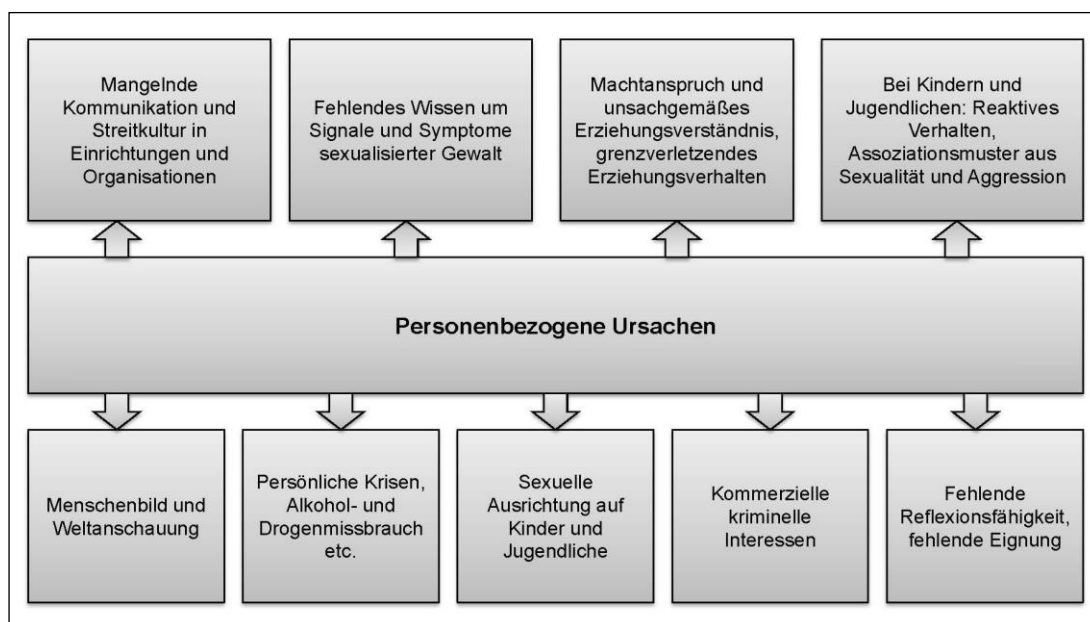 Mangelnde
Kommunikation und
Streitkultur in
Einrichtungen und
Organisationen
Fehlendes Wissen um
Signale und Symptome
sexualisierter Gewalt
Machtanspruch und
unsachgemäßes
Erziehungsverständnis,
grenzverletzendes
Erziehungsverhalten
Bei Kindern und
Jugendlichen: Reaktives
Verhalten,
Assoziationsmuster aus
Sexualität und Aggression
Personenbezogene Ursachen
Menschenbild und
Weltanschauung
Persönliche Krisen,
Alkohol- und
Drogenmissbrauch
etc.
Sexuelle
Ausrichtung auf
Kinder und
Jugendliche
Kommerzielle
kriminelle
Interessen
Fehlende
Reflexionsfähigkeit,
fehlende Eignung